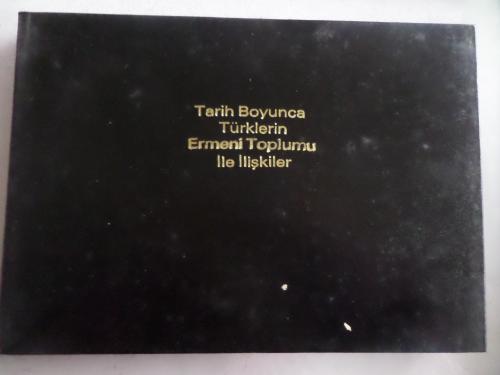 Tarih Boyunca
Türklerin
Ermeni Toplumu
İle İlişkiler